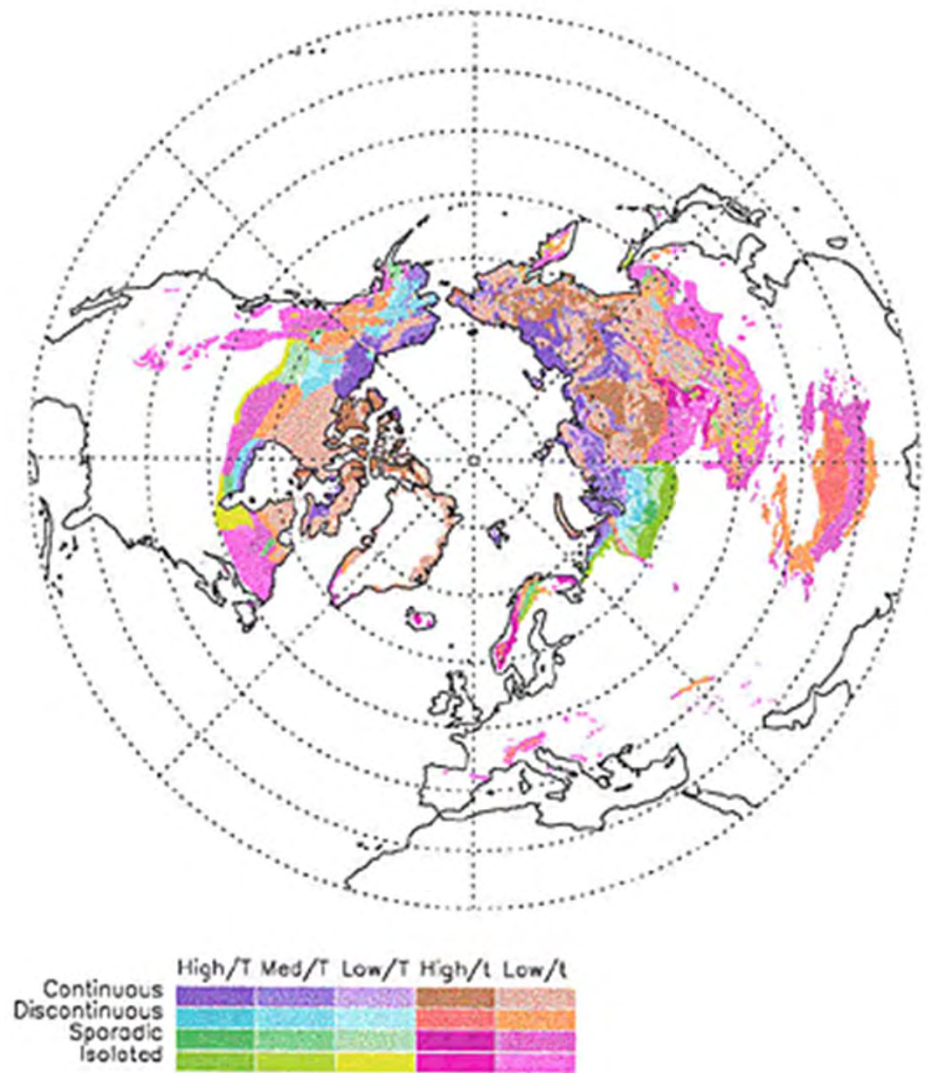 High/T Med/T Low/T High/t Low/t
Continuous
Discontinuous
Sporadic
Isolated